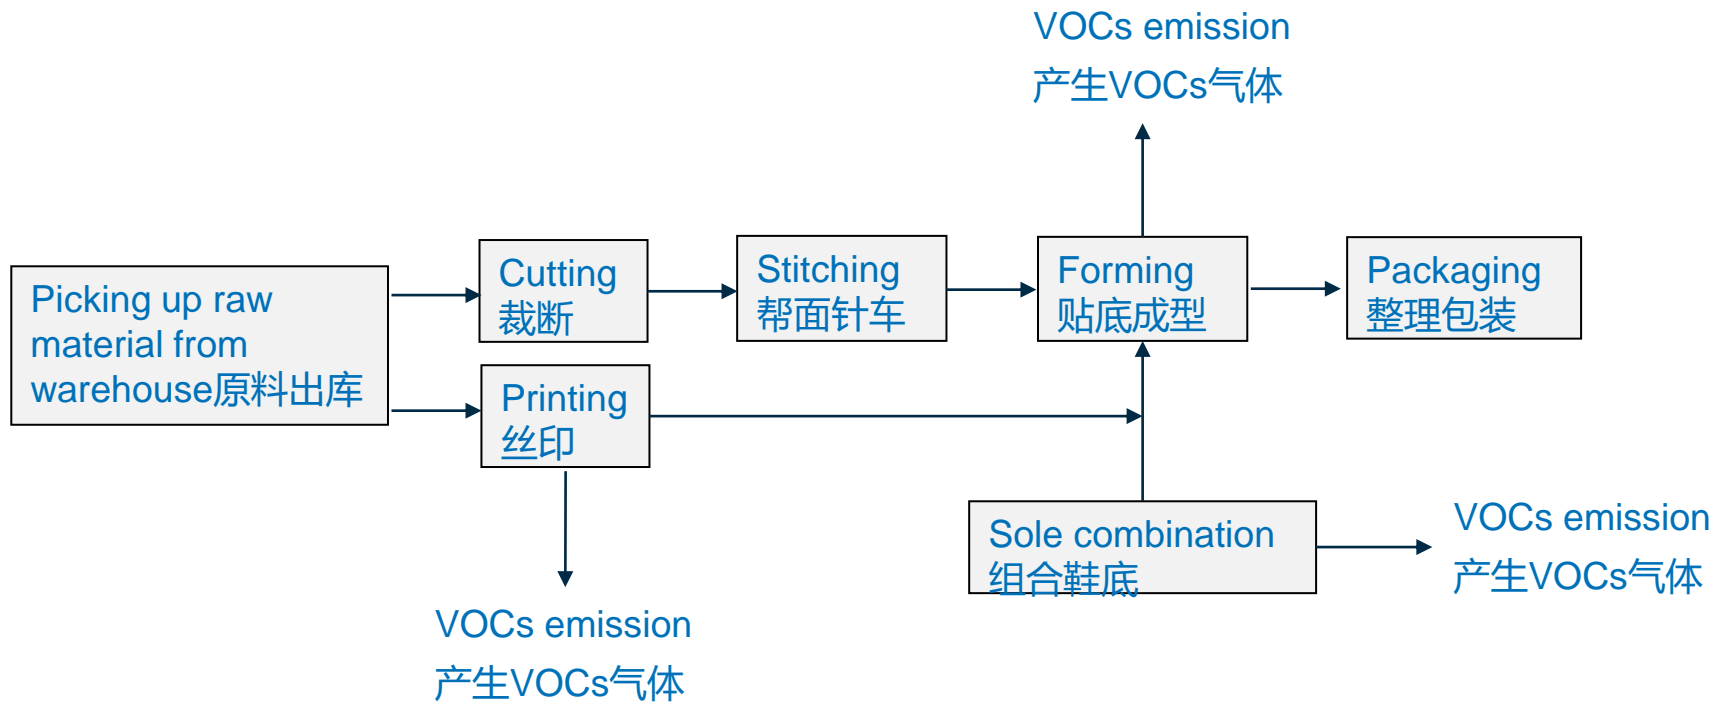 VOCs emission
产生VOCs气体
Picking up raw
material from
warehouse原料出库
Cutting
裁断
Stitching
帮面针车
Forming
贴底成型
Packaging
整理包装
Printing
丝印
Sole combination
组合鞋底
VOCs emission
产生VOCs气体
VOCs emission
产生VOCs气体